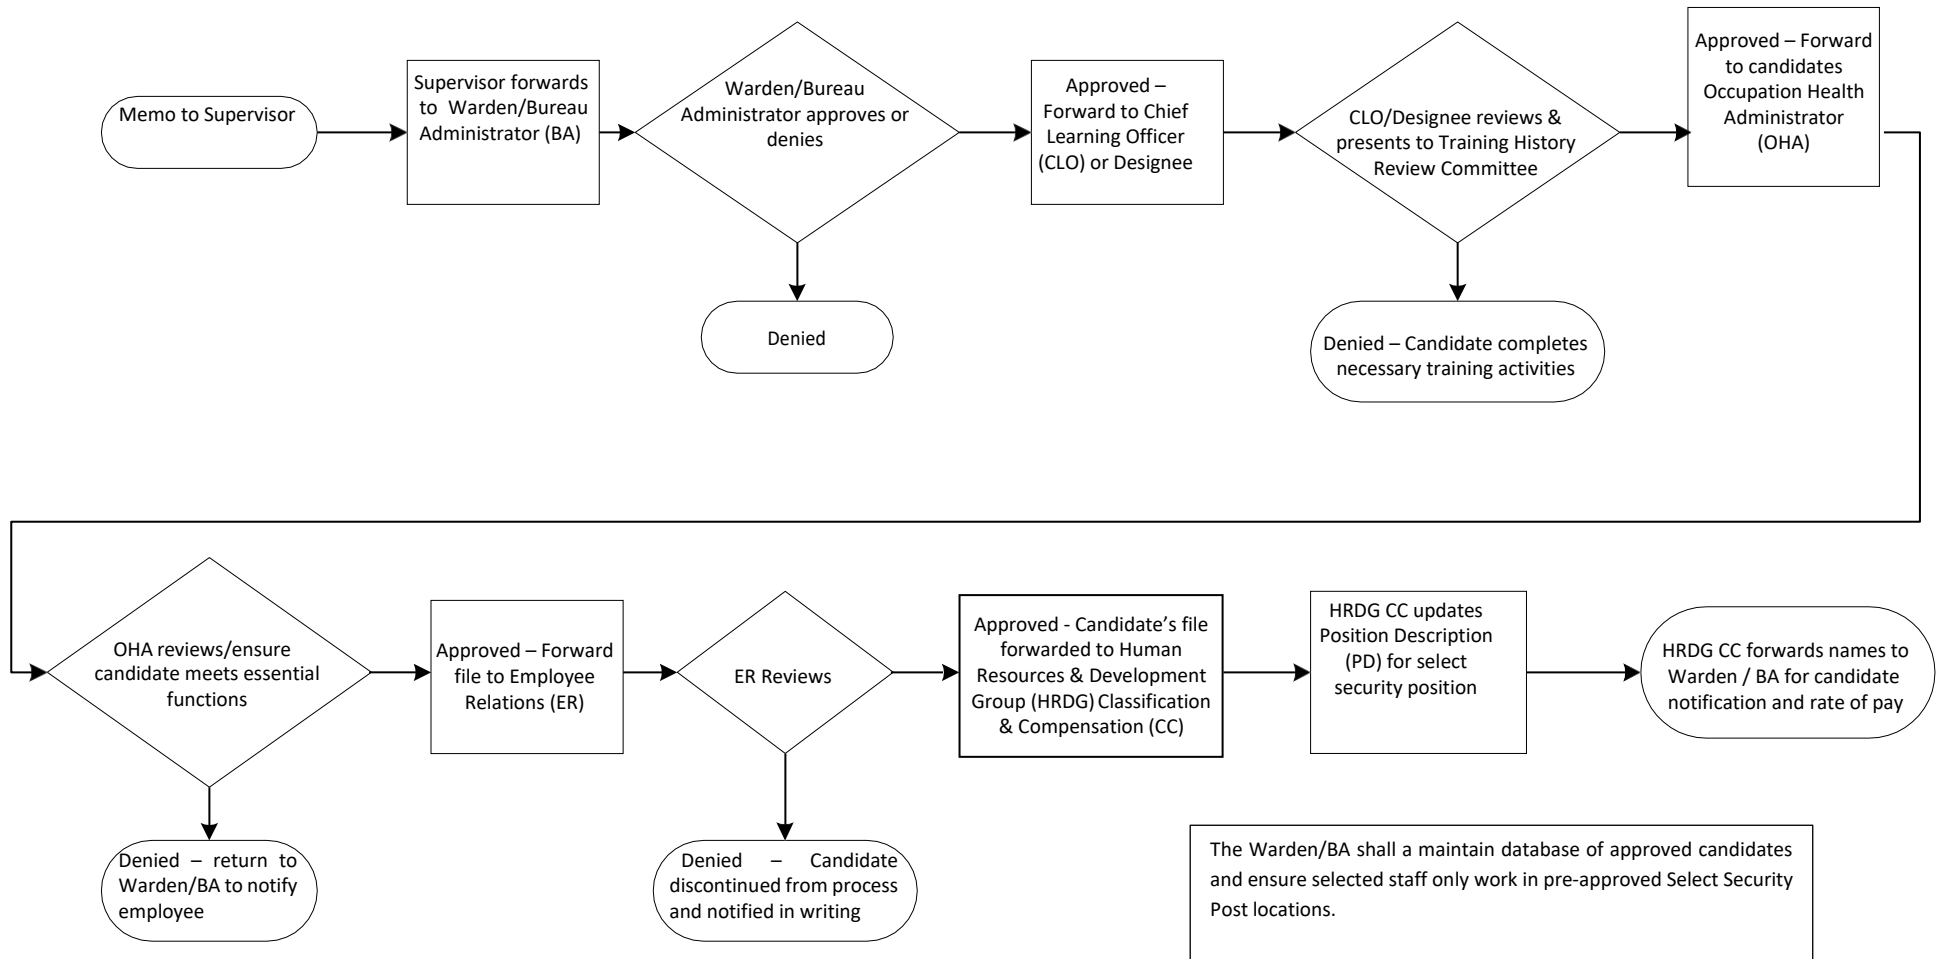 Memo to Supervisor
Supervisor forwards
to Warden/Bureau
Administrator (BA)
Warden/Bureau
Administrator approves or
denies
Approved –
Forward to Chief
Learning Officer
(CLO) or Designee
CLO/Designee reviews &
presents to Training History
Review Committee
Approved – Forward
to candidates
Occupation Health
Administrator
(OHA)
Denied
Denied – Candidate completes
necessary training activities
OHA reviews/ensure
candidate meets essential
functions
Approved – Forward
file to Employee
Relations (ER)
ER Reviews
Approved - Candidate’s file
forwarded to Human
Resources & Development
Group (HRDG) Classification
& Compensation (CC)
HRDG CC updates
Position Description
(PD) for select
security position
HRDG CC forwards names to
Warden / BA for candidate
notification and rate of pay
Denied – return to
Warden/BA to notify
employee
Denied – Candidate
discontinued from process
and notified in writing
The Warden/BA shall a maintain database of approved candidates
and ensure selected staff only work in pre-approved Select Security
Post locations.